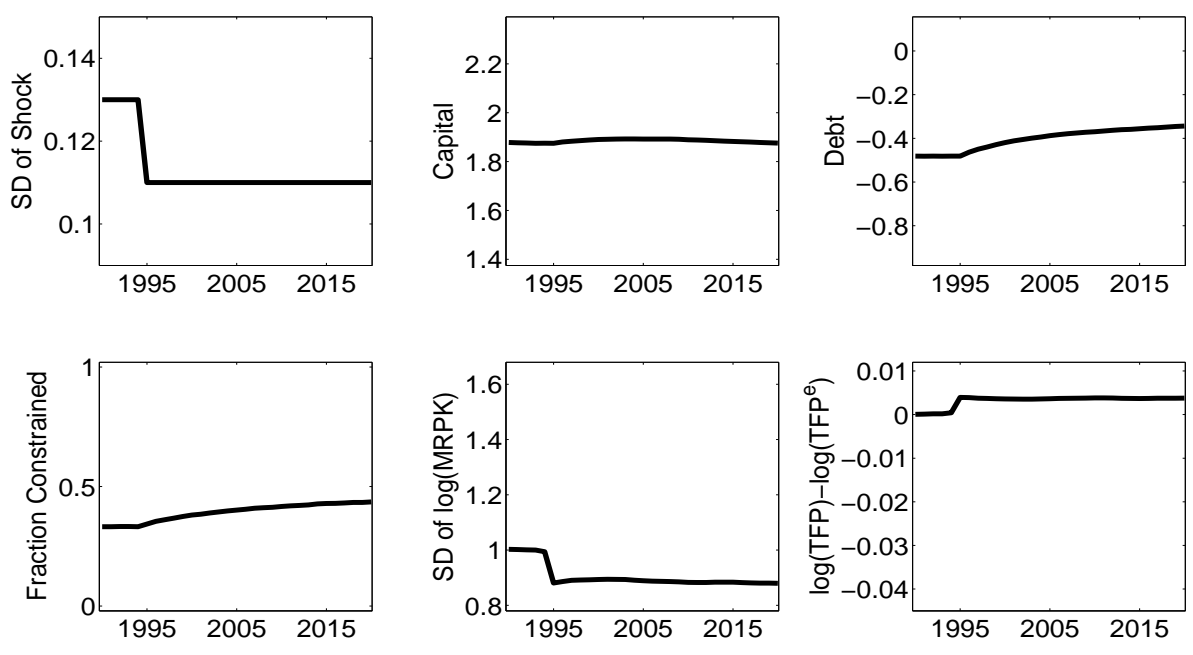 SD of Shock
0.14
0.12
0.1
1995 2005 2015
Capital
2.2
2
1.8
1.6
1.4
1995 2005 2015
Debt
0
−0.2
−0.4
−0.6
−0.8
1995 2005 2015
Fraction Constrained
1
0.5
0
1995 2005 2015
SD of log(MRPK)
1.6
1.4
1.2
1
0.8
1995 2005 2015
log(TFP)−log(TFPᵉ)
0.01
0
−0.01
−0.02
−0.03
−0.04
1995 2005 2015